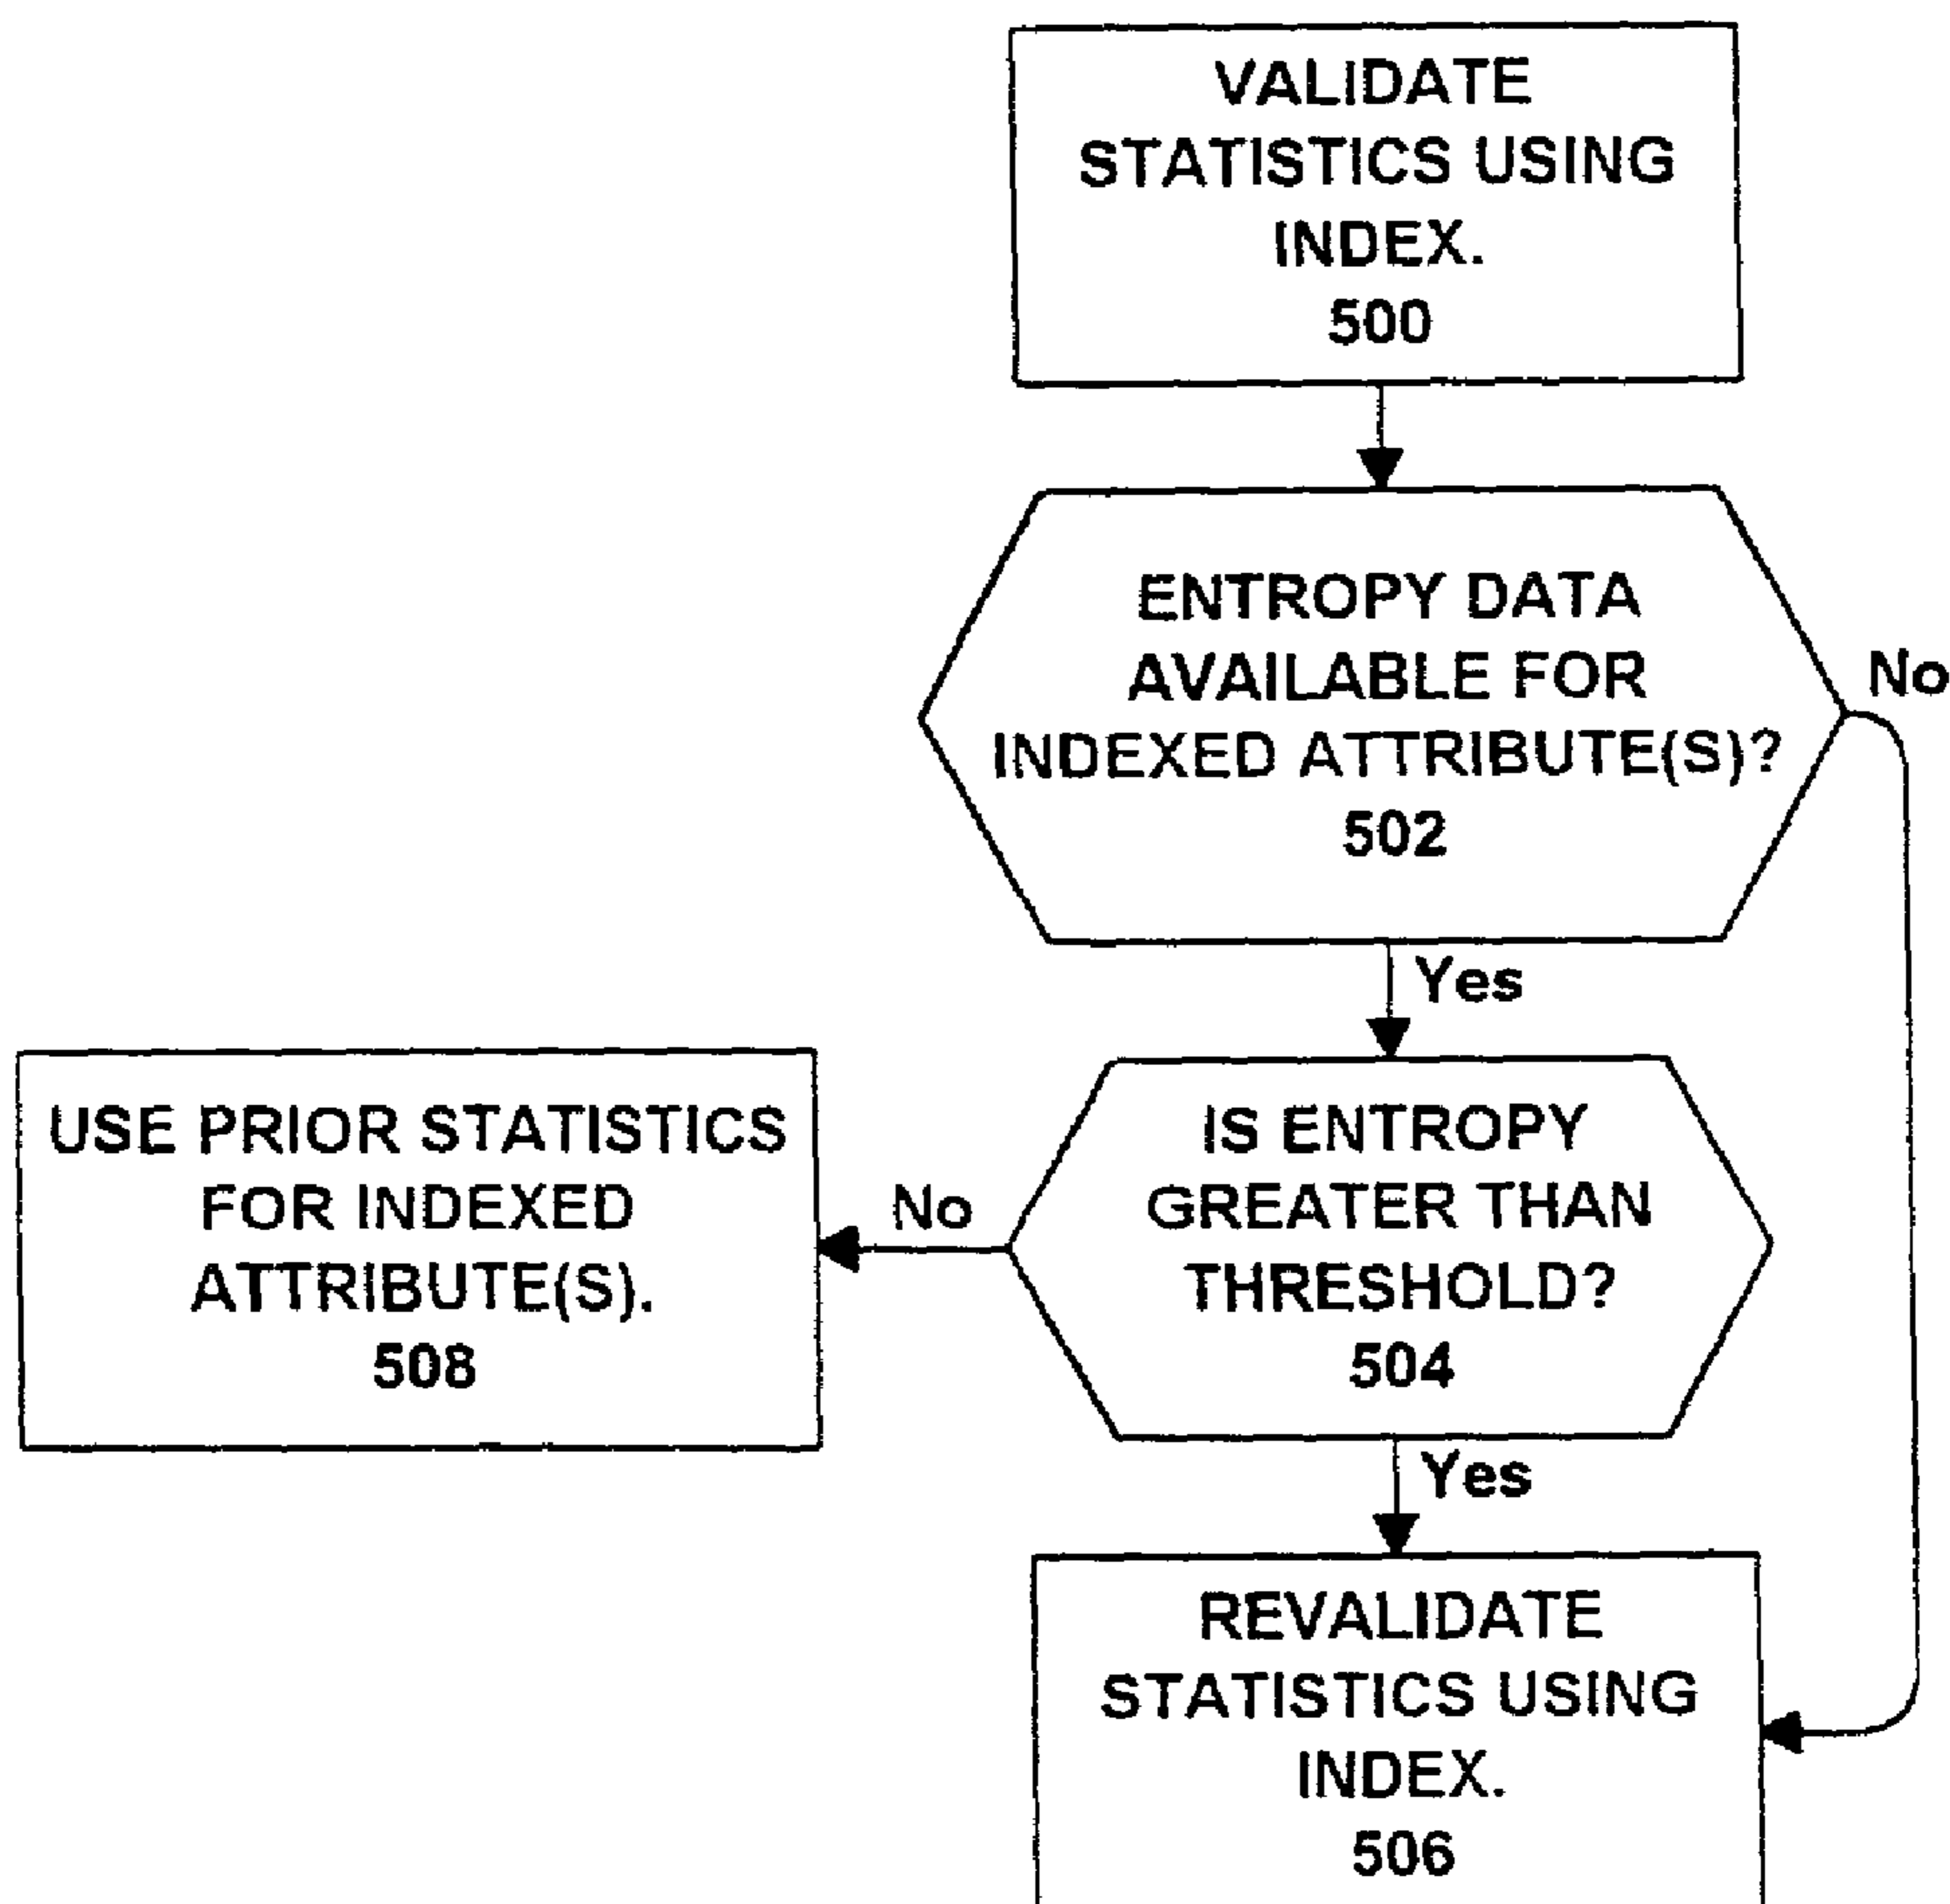 VALIDATE
STATISTICS USING
INDEX.
500
ENTROPY DATA
AVAILABLE FOR
INDEXED ATTRIBUTE(S)?
502
No
Yes
USE PRIOR STATISTICS
FOR INDEXED
ATTRIBUTE(S).
508
No
IS ENTROPY
GREATER THAN
THRESHOLD?
504
Yes
REVALIDATE
STATISTICS USING
INDEX.
506